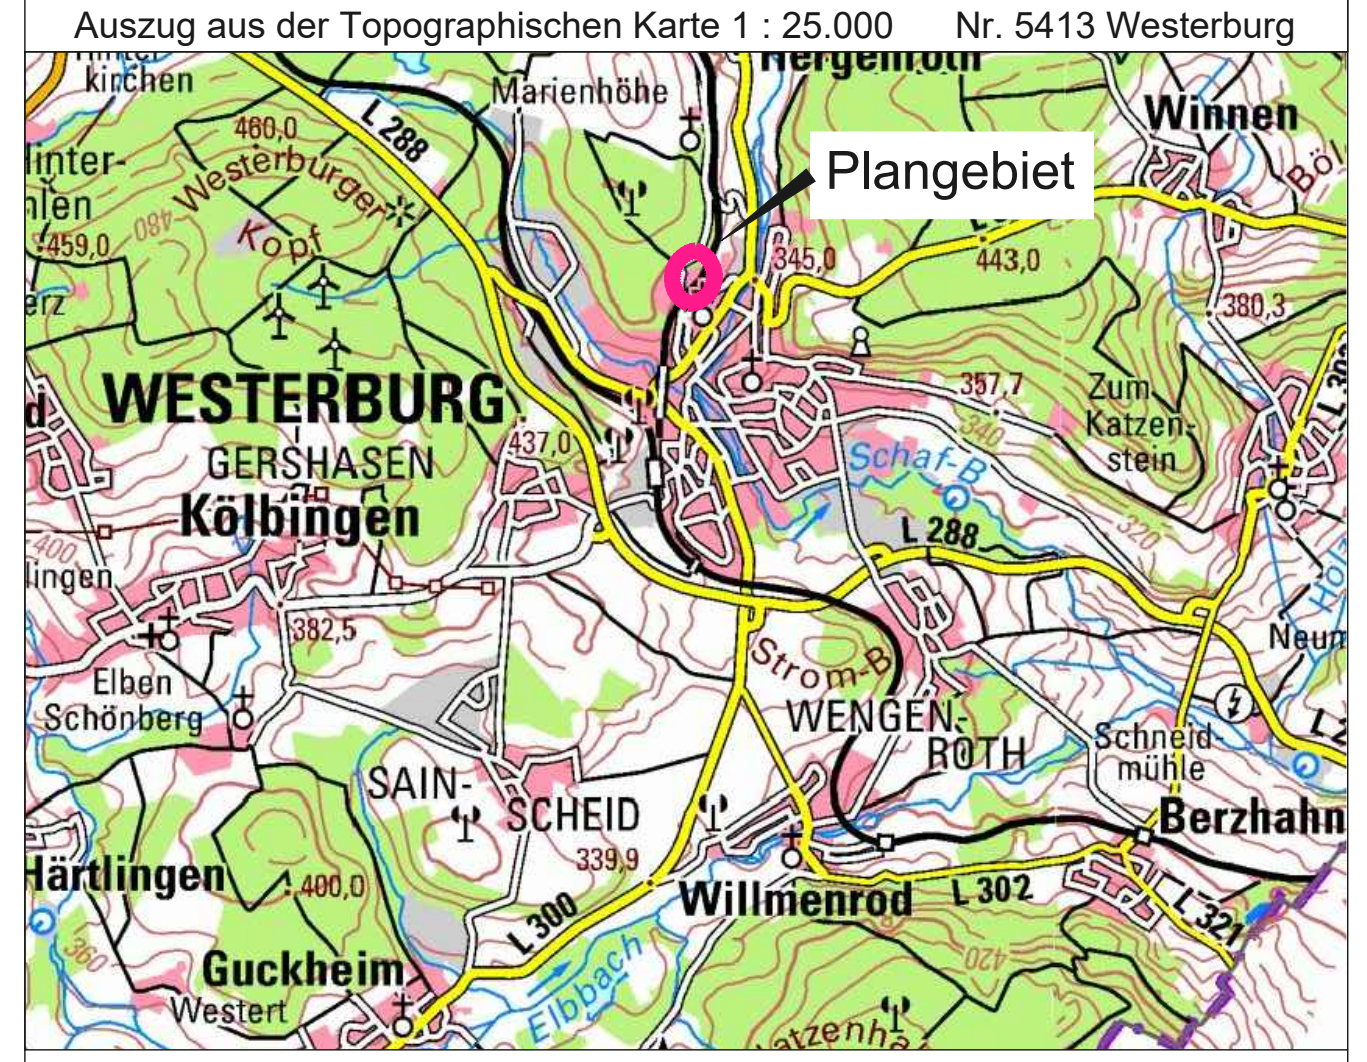 Auszug aus der Topographischen Karte 1 : 25.000 Nr. 5413 Westerburg
kirchen
Marienhöhe
Hergenroth
Winnen
L 288
460,0
Westerburger
Kopf
480
459,0
Plangebiet
345,0
443,0
380,3
WESTERBURG
GERSHASEN
437,0
357,7
340
Zum
Katzen-
stein
Schaf-B
Kölbingen
L 288
320
400
lingen
382,5
Elben
Schönberg
Strom-B
WENGEN-
ROTH
Schneid-
mühle
SAIN-
SCHEID
339,9
Berzhahn
Härtlingen
400,0
Willmenrod
L 302
L 321
L 300
360
Guckheim
Westert
Elbbach
420